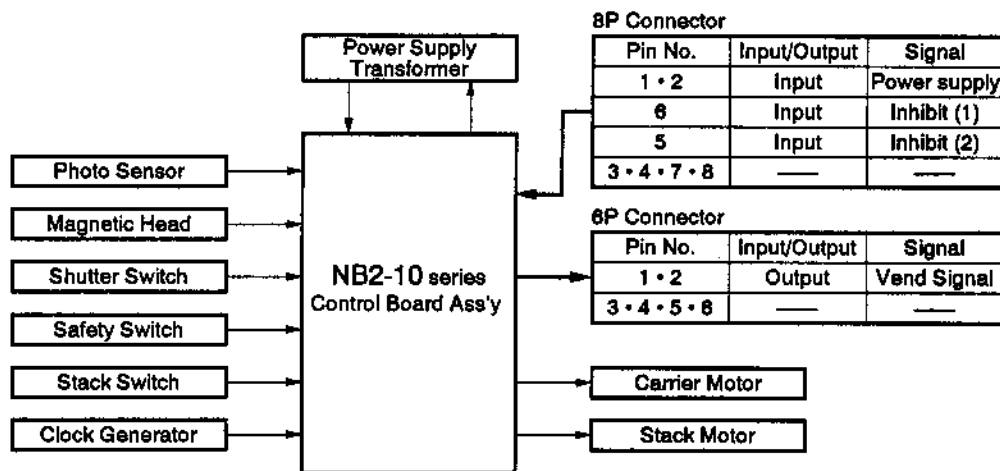 Power Supply
Transformer
8P Connector
Pin No. Input/Output Signal
1 • 2 Input Power supply
6 Input Inhibit (1)
5 Input Inhibit (2)
3 • 4 • 7 • 8 — —
Photo Sensor
Magnetic Head
Shutter Switch
Safety Switch
Stack Switch
Clock Generator
NB2-10 series
Control Board Ass'y
6P Connector
Pin No. Input/Output Signal
1 • 2 Output Vend Signal
3 • 4 • 5 • 6 — —
Carrier Motor
Stack Motor